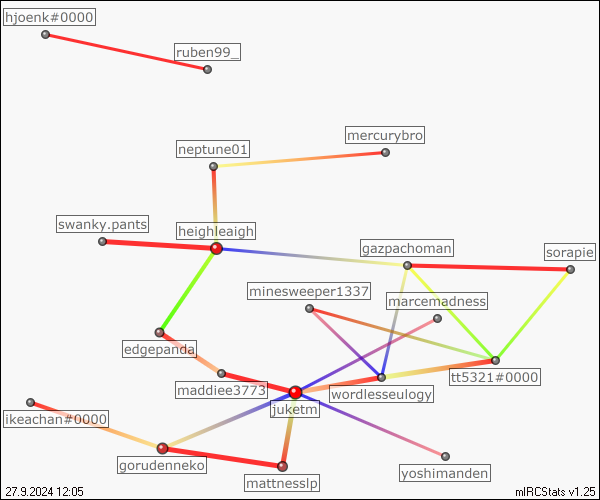 hjoenk#0000
ruben99_
mercurybro
neptune01
swanky.pants
heighleaigh
gazpachoman
sorapie
minesweeper1337
marcemadness
edgepanda
tt5321#0000
maddiee3773
wordlesseulogy
juketm
ikeachan#0000
gorudenneko
yoshimanden
mattnesslp
27.9.2024 12:05
mIRCStats v1.25